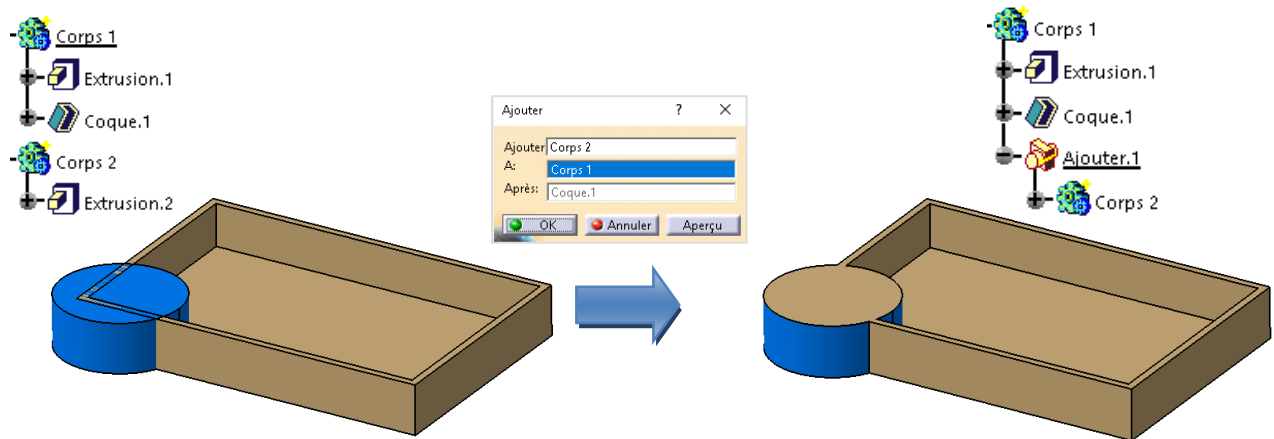 Corps 1
Extrusion.1
Coque.1
Corps 2
Extrusion.2
Ajouter ? ×
Ajouter Corps 2
A: Corps 1
Après: Coque.1
OK Annuler Aperçu
Corps 1
Extrusion.1
Coque.1
Ajouter.1
Corps 2